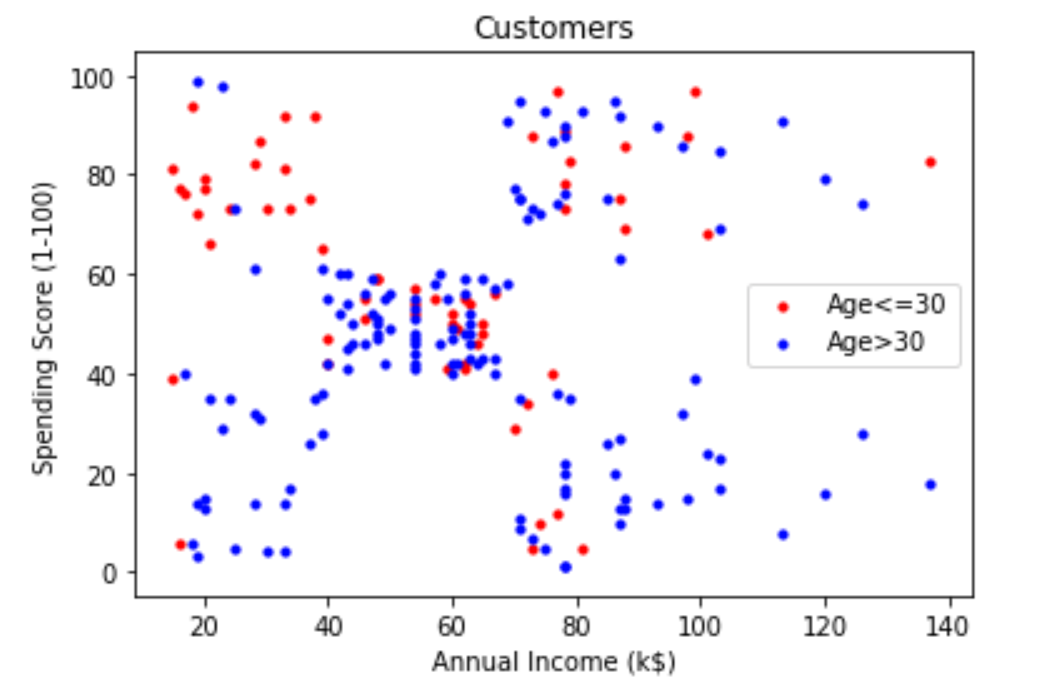 Customers
100
80
60
40
20
0
Spending Score (1-100)
Age<=30
Age>30
20 40 60 80 100 120 140
Annual Income (k$)